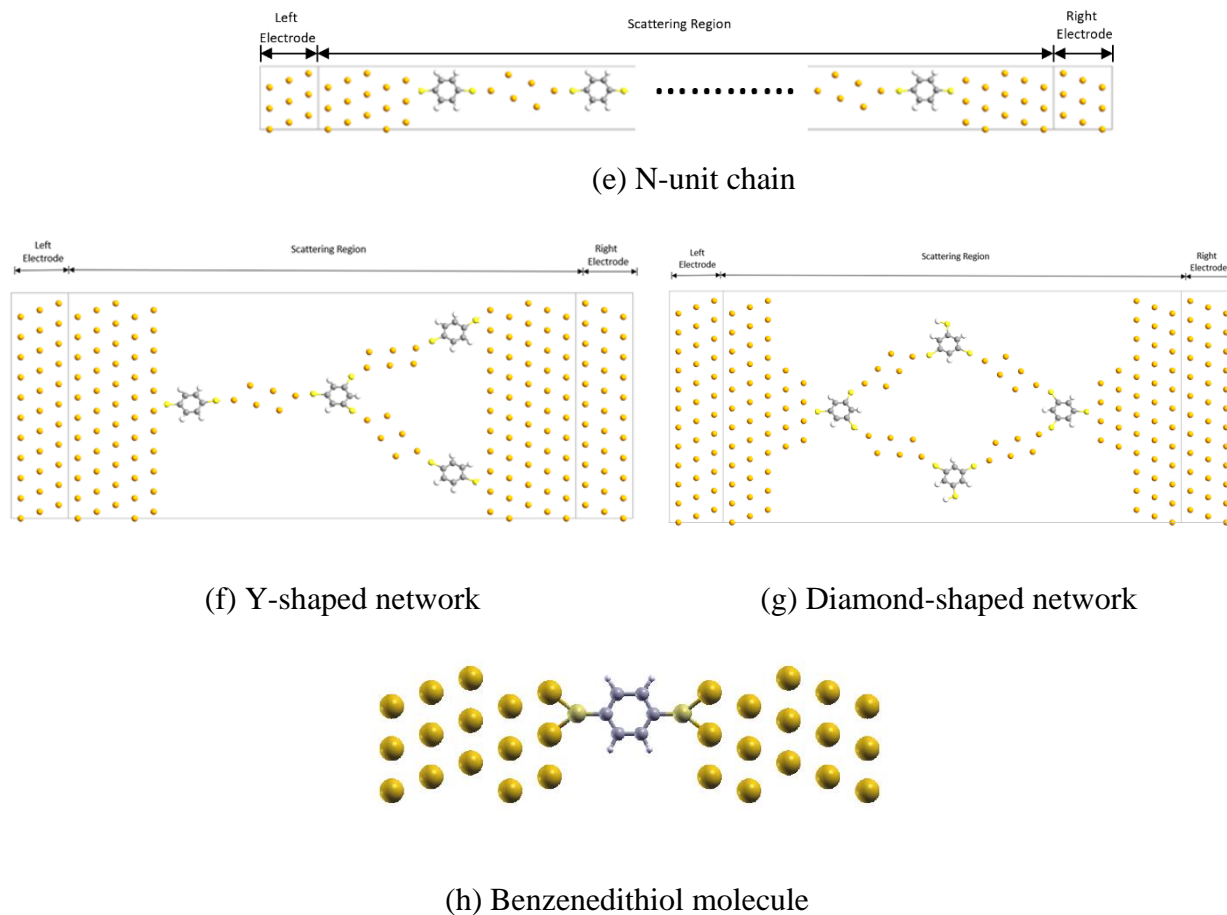 Left
Electrode
Scattering Region
Right
Electrode
(e) N-unit chain
Left
Electrode
Scattering Region
Right
Electrode
Left
Electrode
Scattering Region
Right
Electrode
(f) Y-shaped network
(g) Diamond-shaped network
(h) Benzenedithiol molecule